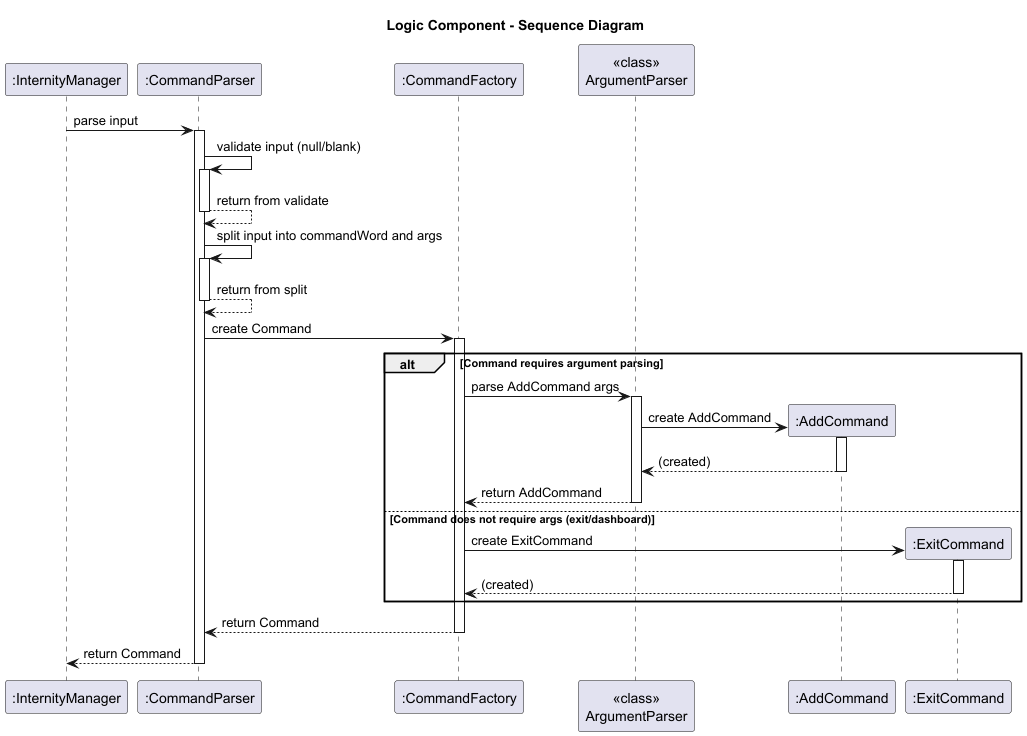 Logic Component - Sequence Diagram
:InternityManager
:CommandParser
:CommandFactory
«class»
ArgumentParser
parse input
validate input (null/blank)
return from validate
split input into commandWord and args
return from split
create Command
alt
[Command requires argument parsing]
parse AddCommand args
create AddCommand
:AddCommand
(created)
return AddCommand
[Command does not require args (exit/dashboard)]
create ExitCommand
:ExitCommand
(created)
return Command
return Command
:InternityManager
:CommandParser
:CommandFactory
«class»
ArgumentParser
:AddCommand
:ExitCommand